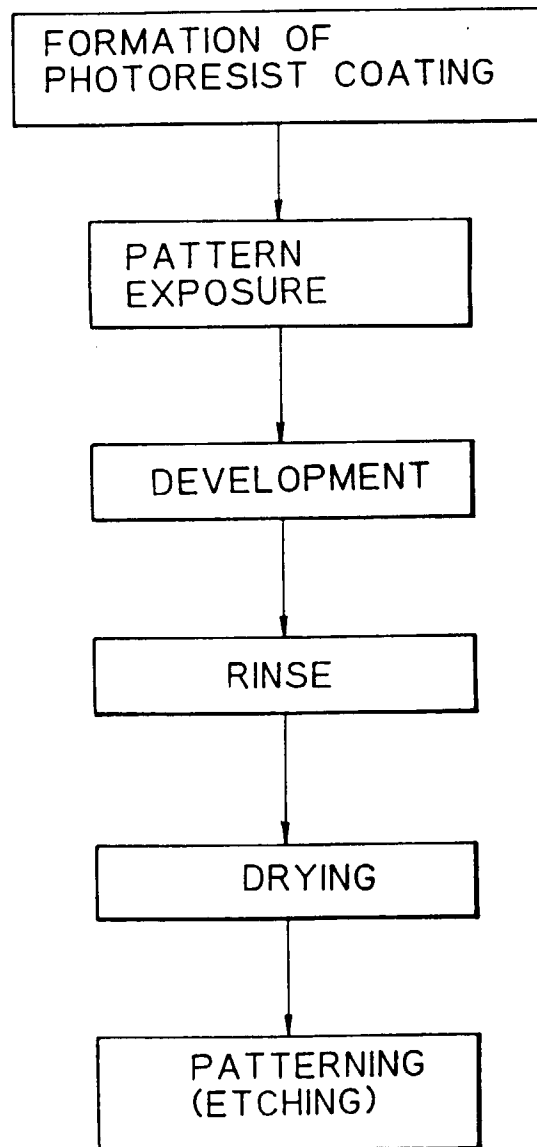 FORMATION OF
PHOTORESIST COATING
PATTERN
EXPOSURE
DEVELOPMENT
RINSE
DRYING
PATTERNING
(ETCHING)